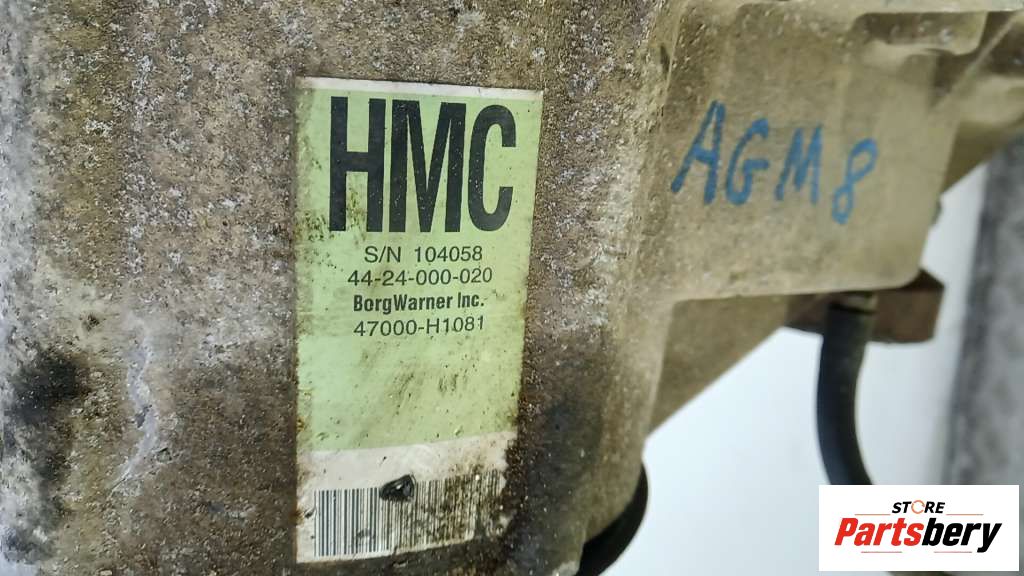 HMC
S/N 104058
44-24-000-020
BorgWarner Inc.
47000-H1081
AGM8
STORE
Partsbery